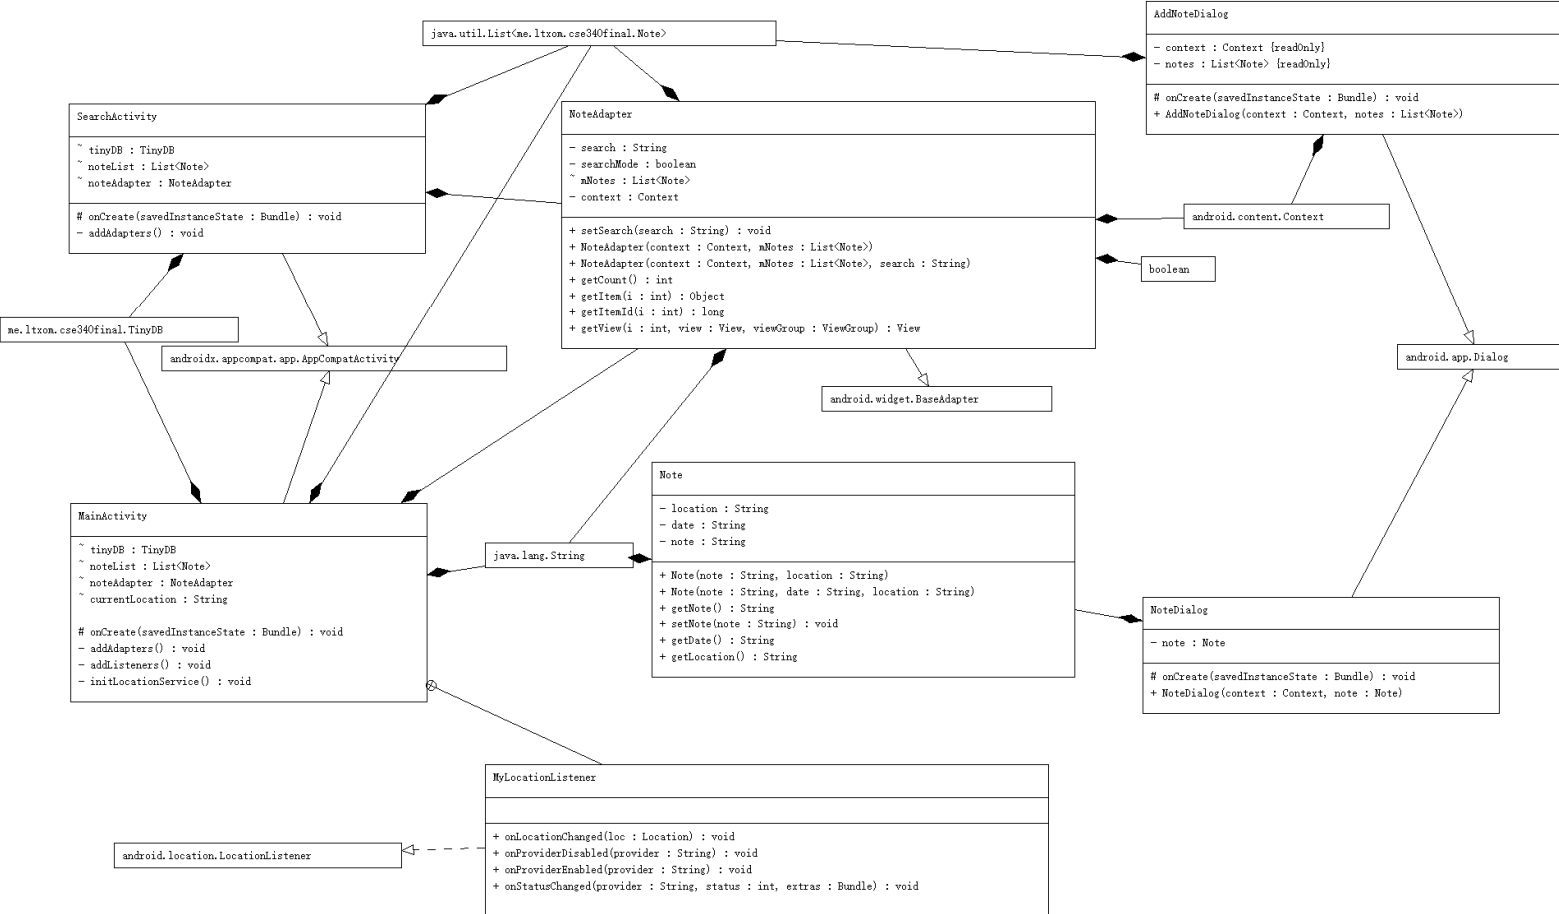 java.util.List<me.ltxom.cse340final.Note>
AddNoteDialog
- context : Context {readOnly}
- notes : List<Note> {readOnly}
# onCreate(savedInstanceState : Bundle) : void
+ AddNoteDialog(context : Context, notes : List<Note>)
SearchActivity
~ tinyDB : TinyDB
~ noteList : List<Note>
~ noteAdapter : NoteAdapter
# onCreate(savedInstanceState : Bundle) : void
- addAdapters() : void
NoteAdapter
- search : String
- searchMode : boolean
~ mNotes : List<Note>
- context : Context
+ setSearch(search : String) : void
+ NoteAdapter(context : Context, mNotes : List<Note>)
+ NoteAdapter(context : Context, mNotes : List<Note>, search : String)
+ getCount() : int
+ getItem(i : int) : Object
+ getItemId(i : int) : long
+ getView(i : int, view : View, viewGroup : ViewGroup) : View
android.content.Context
boolean
me.ltxom.cse340final.TinyDB
androidx.appcompat.app.AppCompatActivity
android.app.Dialog
android.widget.BaseAdapter
MainActivity
~ tinyDB : TinyDB
~ noteList : List<Note>
~ noteAdapter : NoteAdapter
~ currentLocation : String
# onCreate(savedInstanceState : Bundle) : void
- addAdapters() : void
- addListeners() : void
- initLocationService() : void
java.lang.String
Note
- location : String
- date : String
- note : String
+ Note(note : String, location : String)
+ Note(note : String, date : String, location : String)
+ getNote() : String
+ setNote(note : String) : void
+ getDate() : String
+ getLocation() : String
NoteDialog
- note : Note
# onCreate(savedInstanceState : Bundle) : void
+ NoteDialog(context : Context, note : Note)
MyLocationListener
+ onLocationChanged(loc : Location) : void
+ onProviderDisabled(provider : String) : void
+ onProviderEnabled(provider : String) : void
+ onStatusChanged(provider : String, status : int, extras : Bundle) : void
android.location.LocationListener